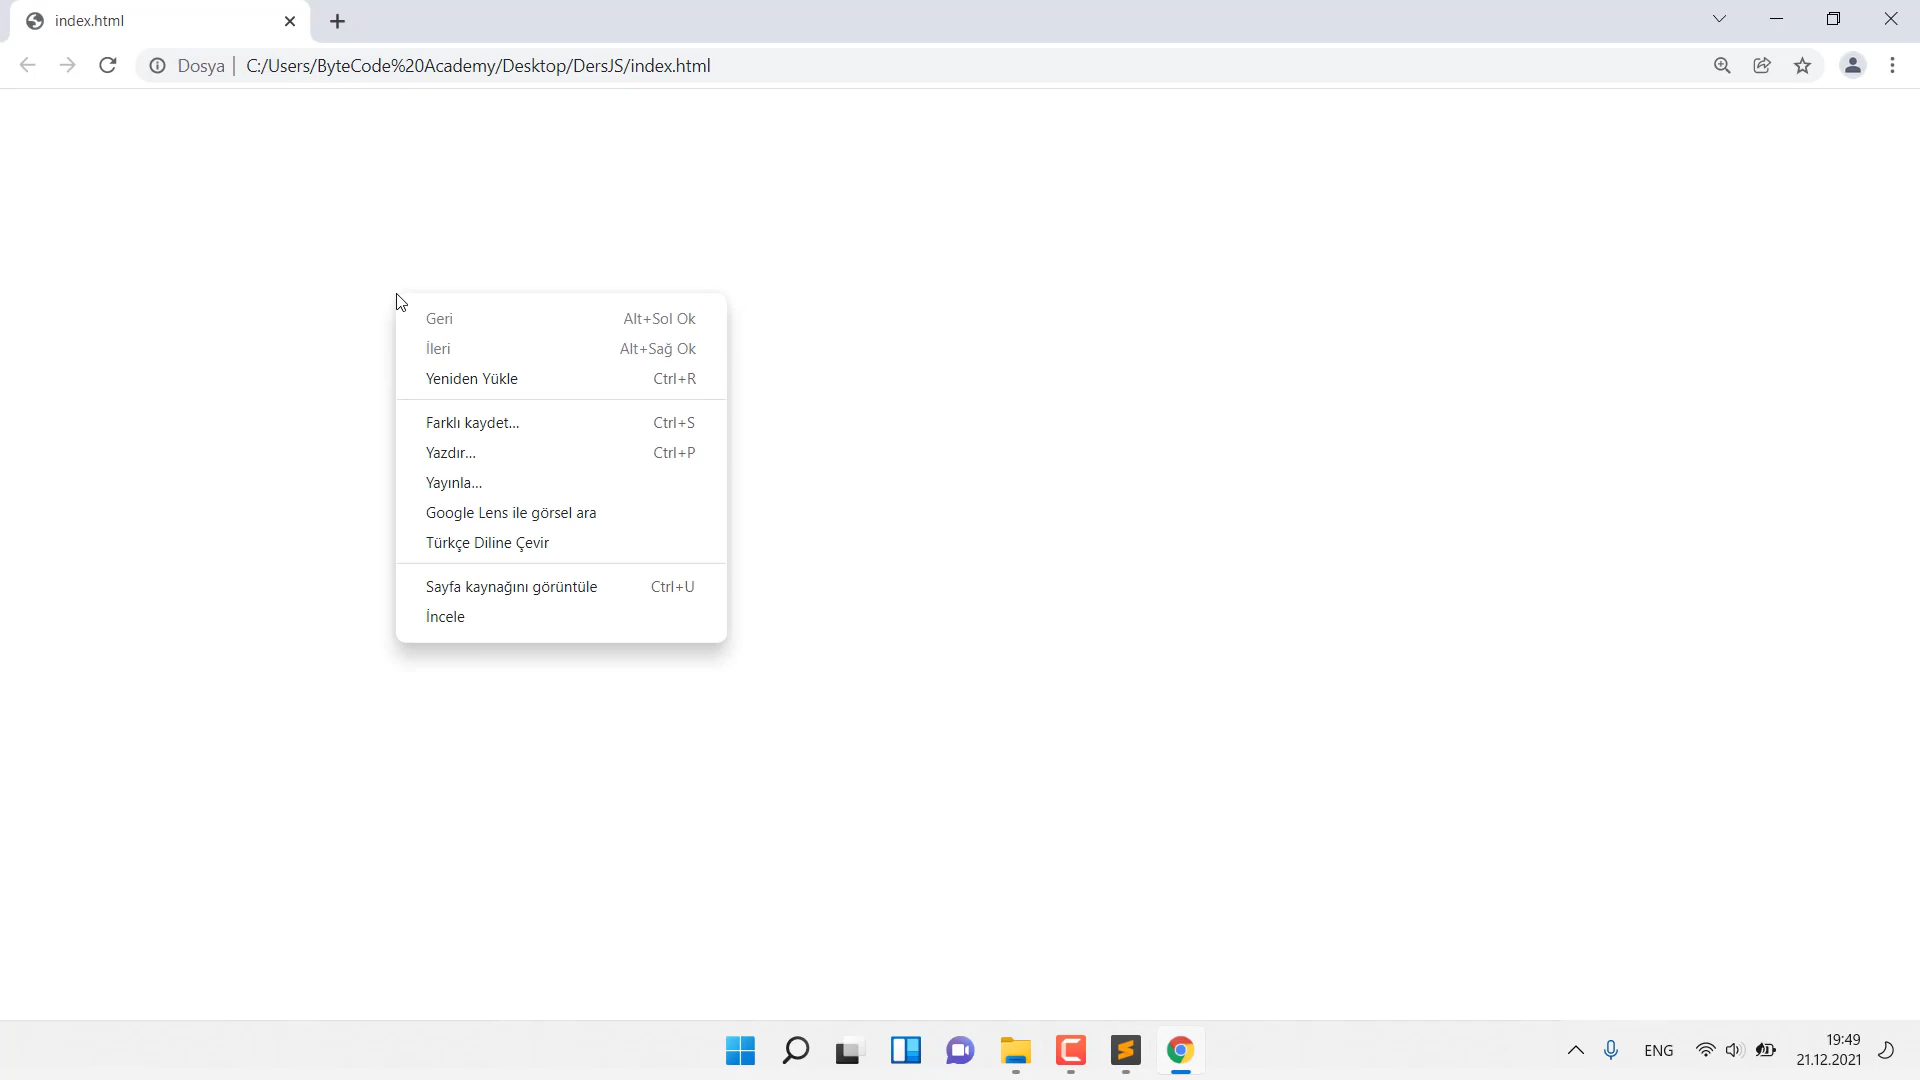 index.html
Dosya | C:/Users/ByteCode%20Academy/Desktop/DersJS/index.html
Geri Alt+Sol Ok
İleri Alt+Sağ Ok
Yeniden Yükle Ctrl+R
Farklı kaydet... Ctrl+S
Yazdır... Ctrl+P
Yayınla...
Google Lens ile görsel ara
Türkçe Diline Çevir
Sayfa kaynağını görüntüle Ctrl+U
İncele
ENG
19:49
21.12.2021